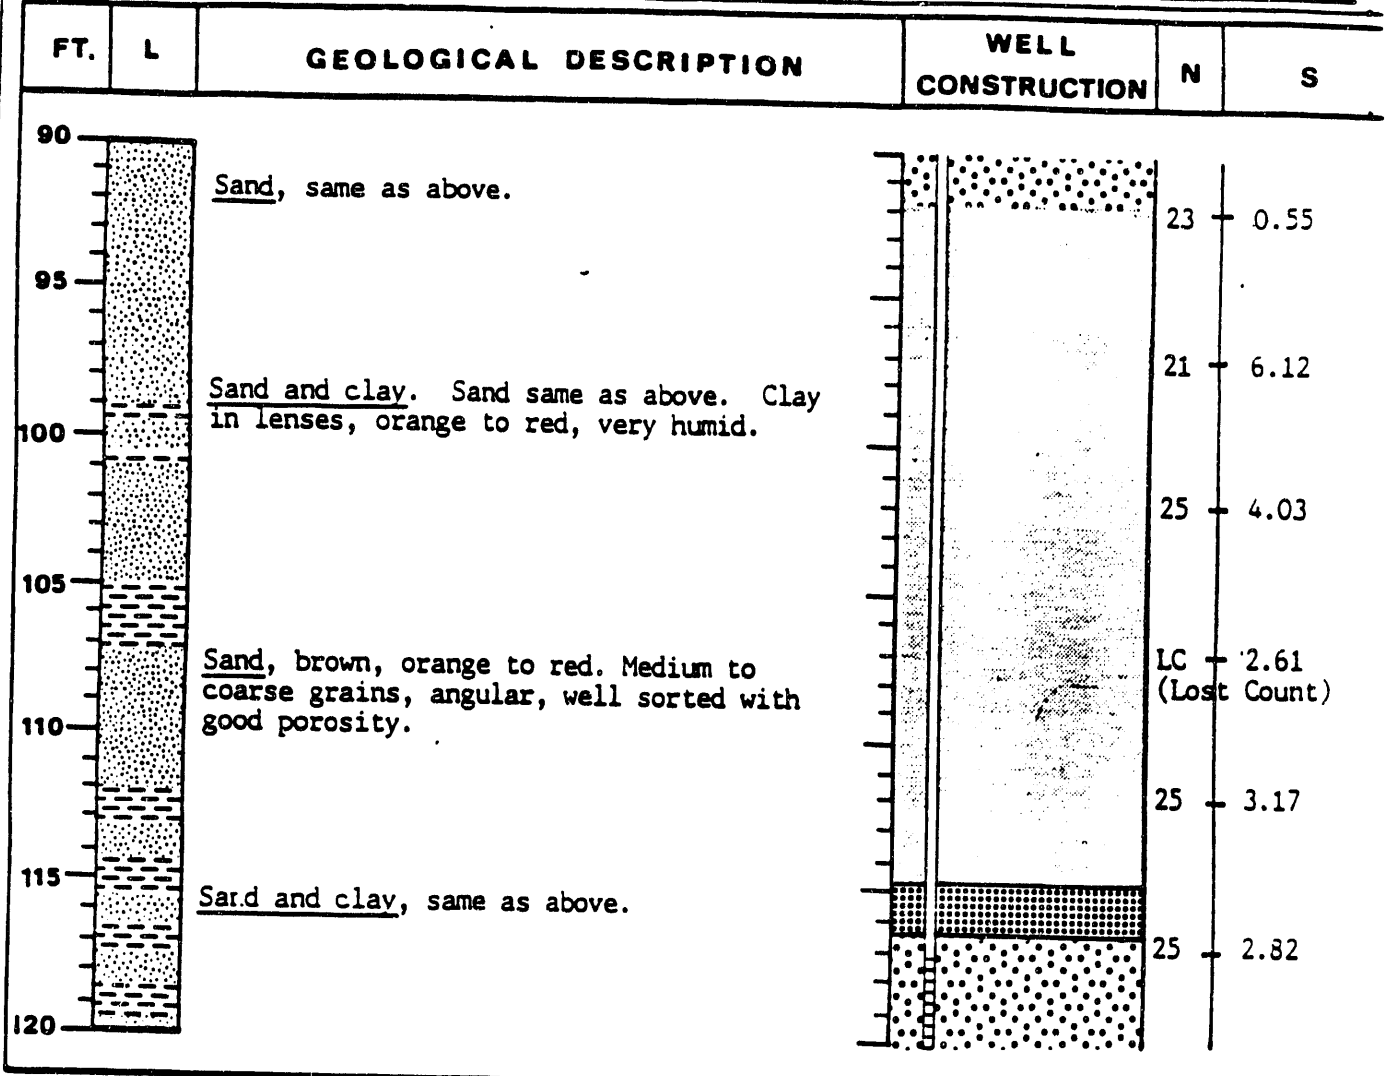 FT. L GEOLOGICAL DESCRIPTION WELL CONSTRUCTION N S
90
Sand, same as above.
23 0.55
95
21 6.12
Sand and clay. Sand same as above. Clay
in lenses, orange to red, very humid.
100
25 4.03
105
Sand, brown, orange to red. Medium to
coarse grains, angular, well sorted with
good porosity.
LC 2.61
(Lost Count)
110
25 3.17
115
Sand and clay, same as above.
25 2.82
120